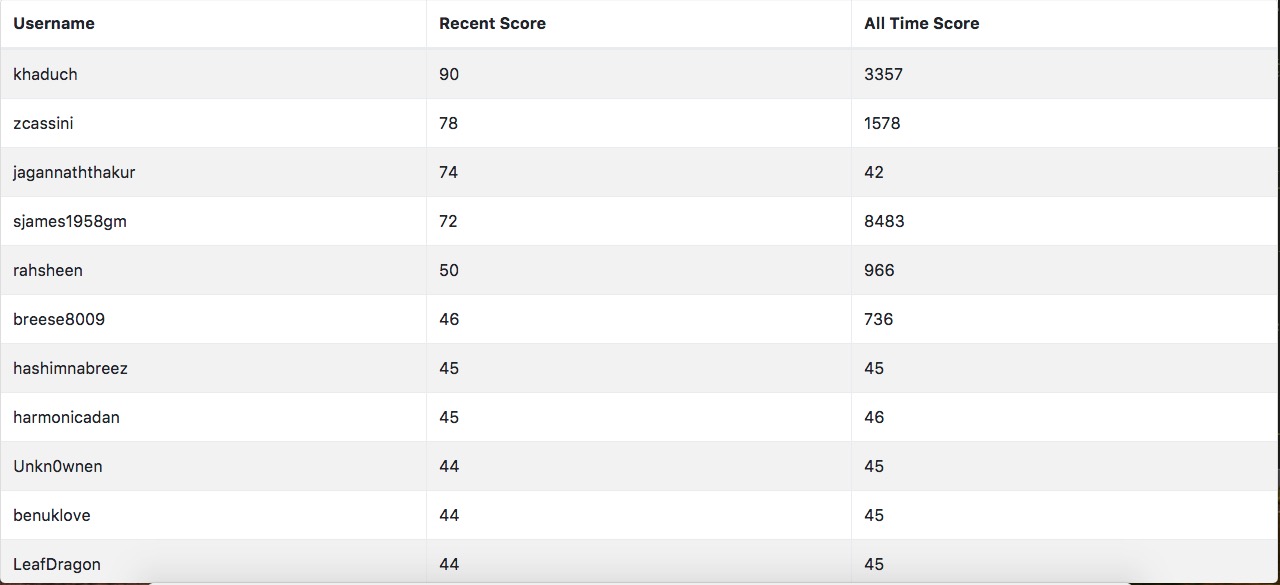 Username Recent Score All Time Score
khaduch 90 3357
zcassini 78 1578
jagannaththakur 74 42
sjames1958gm 72 8483
rahsheen 50 966
breese8009 46 736
hashimnabreez 45 45
harmonicadan 45 46
Unkn0wnen 44 45
benuklove 44 45
LeafDragon 44 45